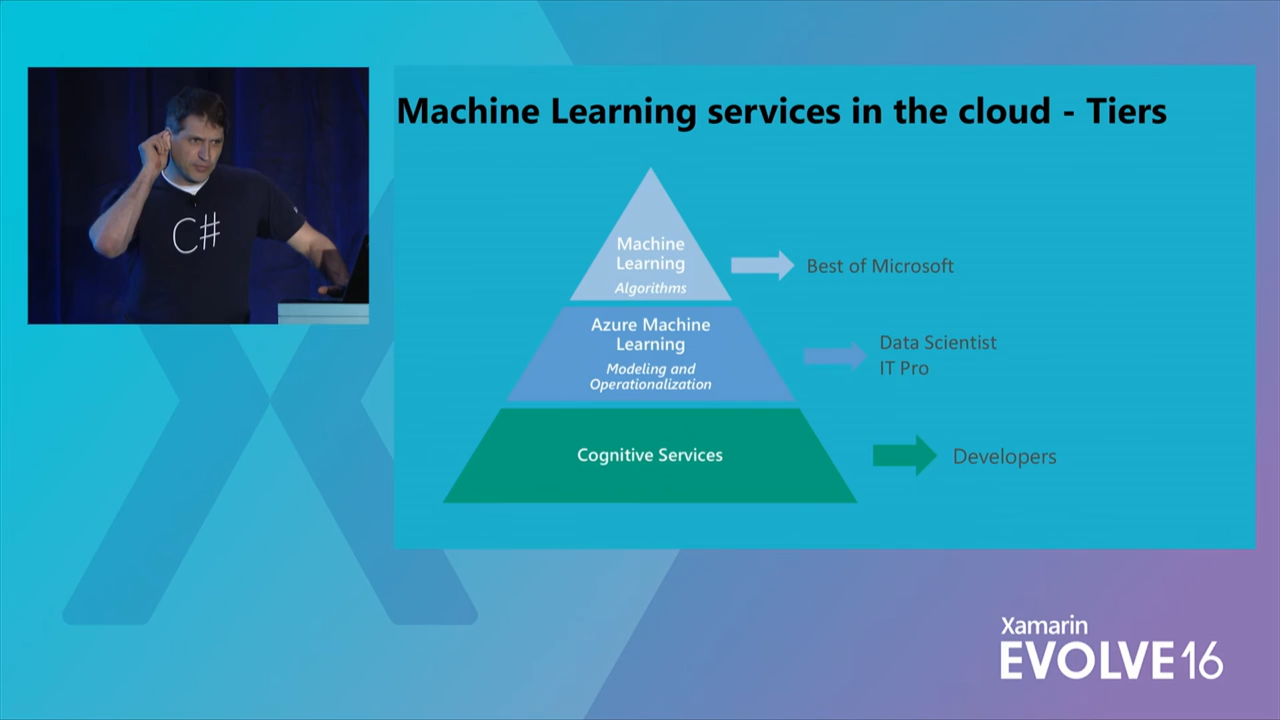 Machine Learning services in the cloud - Tiers
C#
Machine
Learning
Algorithms
Best of Microsoft
Azure Machine
Learning
Modeling and
Operationalization
Data Scientist
IT Pro
Cognitive Services
Developers
Xamarin
EVOLVE16